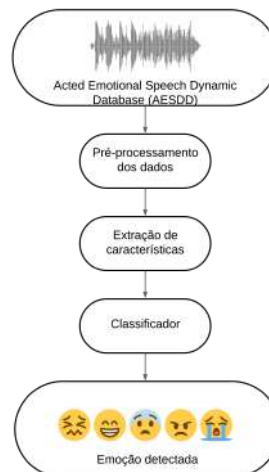 Acted Emotional Speech Dynamic
Database (AESDD)
Pré-processamento
dos dados
Extração de
características
Classificador
Emoção detectada